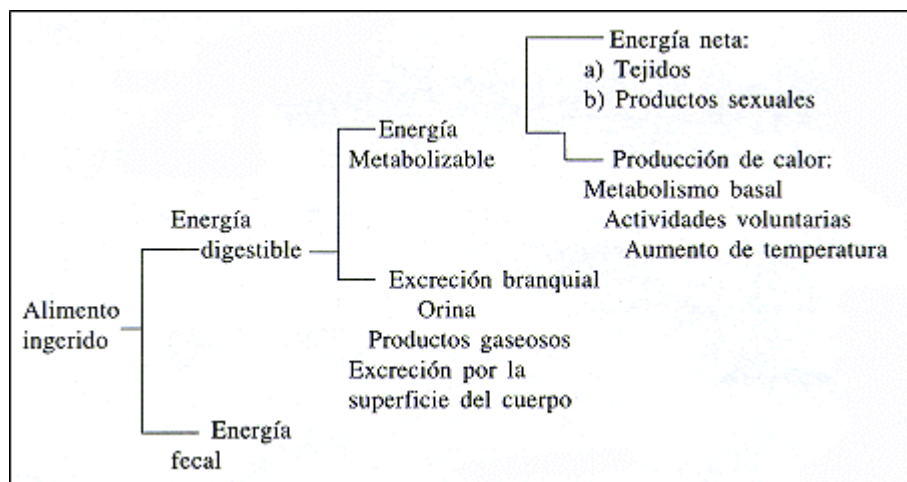 Energía neta:
a) Tejidos
b) Productos sexuales
Energía
Metabolizable
Producción de calor:
Metabolismo basal
Actividades voluntarias
Aumento de temperatura
Energía
digestible
Excreción branquial
Orina
Productos gaseosos
Excreción por la
superficie del cuerpo
Alimento
ingerido
Energía
fecal